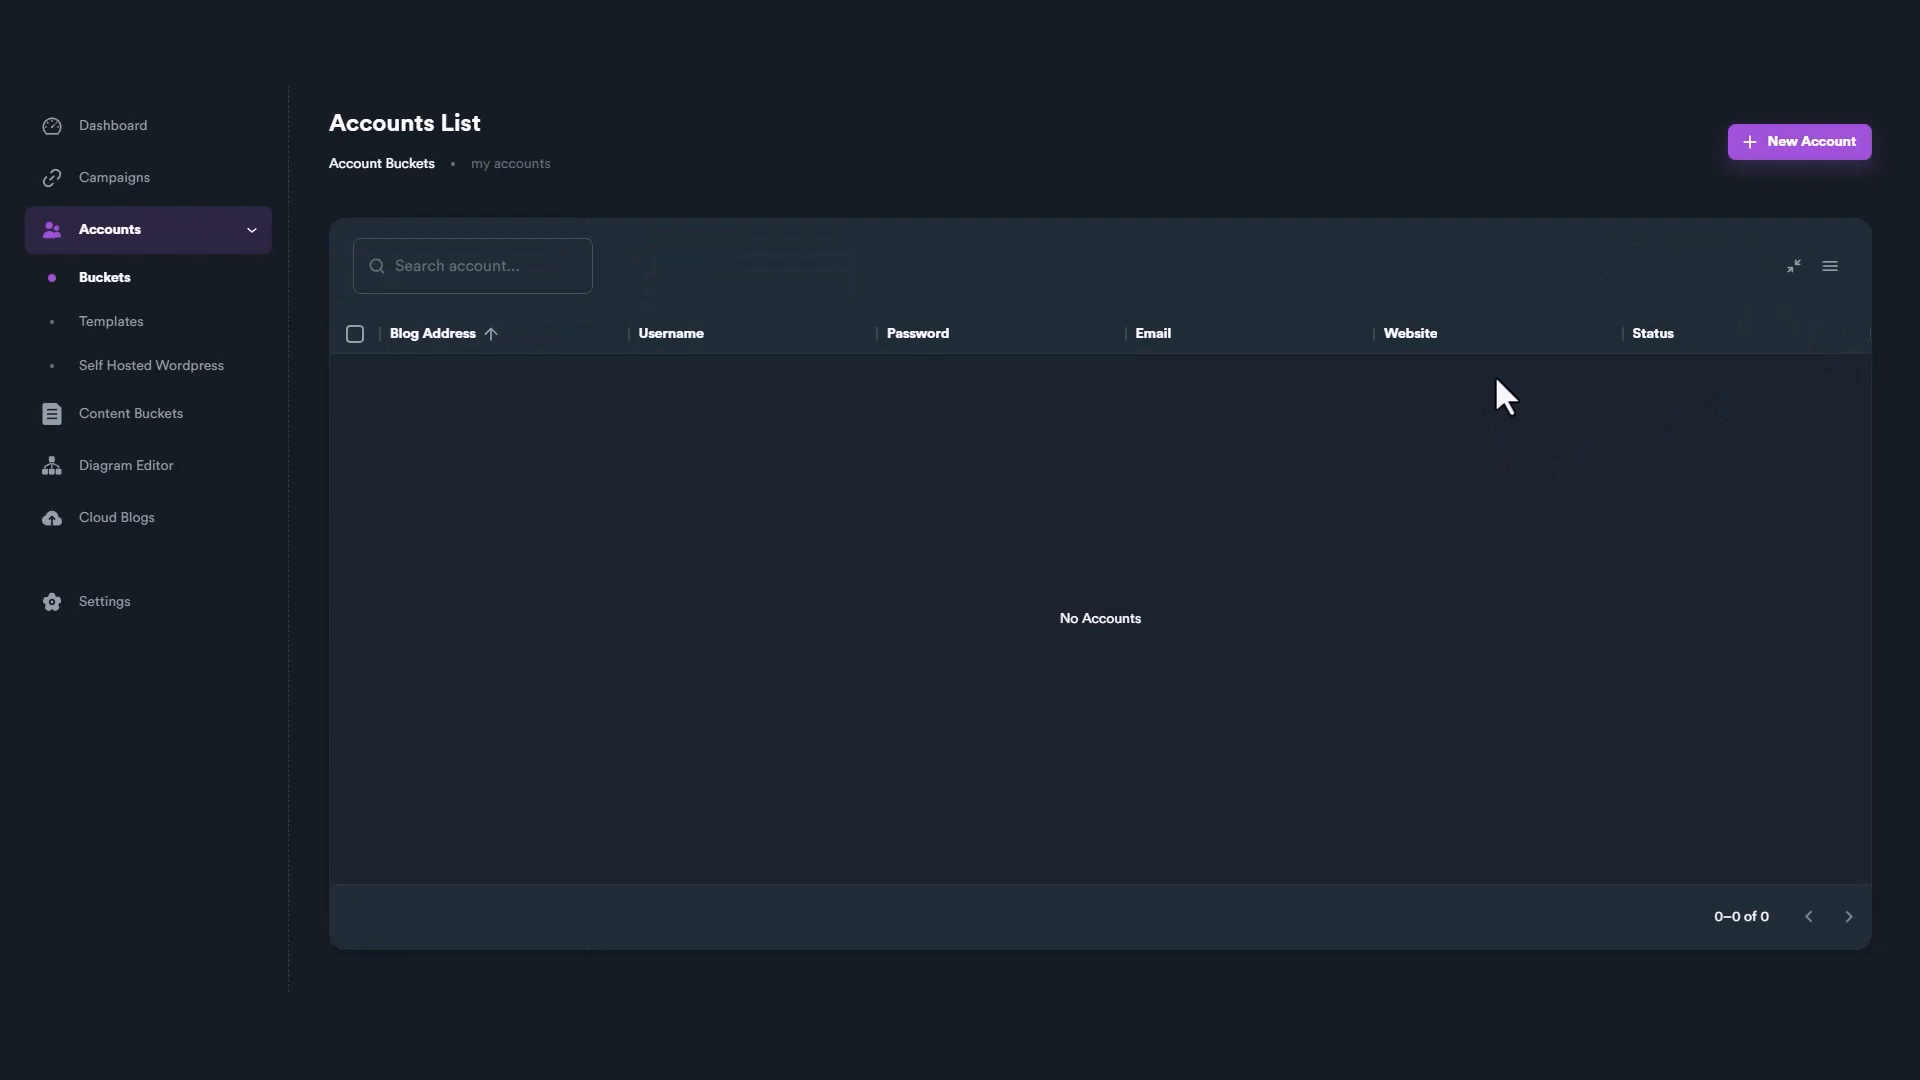 Dashboard
Campaigns
Accounts
Buckets
Templates
Self Hosted Wordpress
Content Buckets
Diagram Editor
Cloud Blogs
Settings
Accounts List
Account Buckets • my accounts
New Account
Search account...
Blog Address Username Password Email Website Status
No Accounts
0–0 of 0